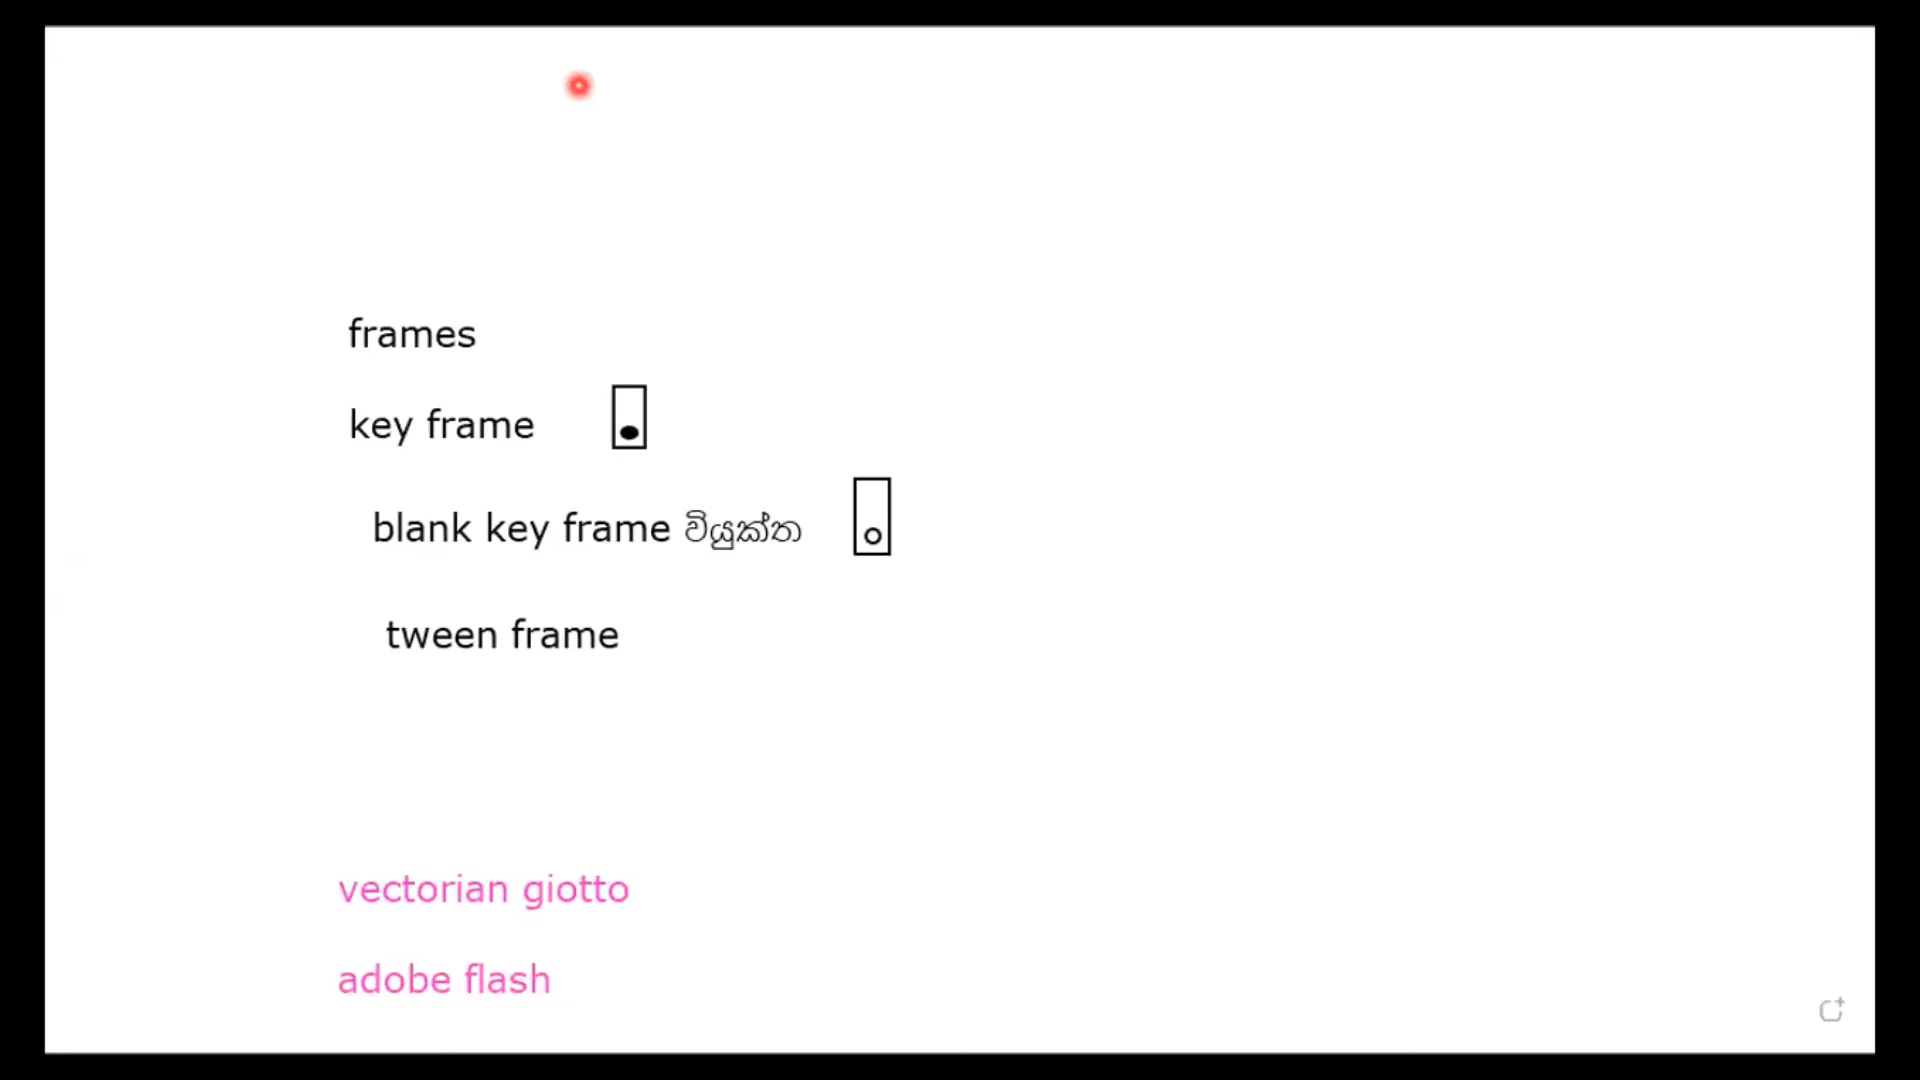 frames
key frame
blank key frame වියුක්ත
tween frame
vectorian giotto
adobe flash